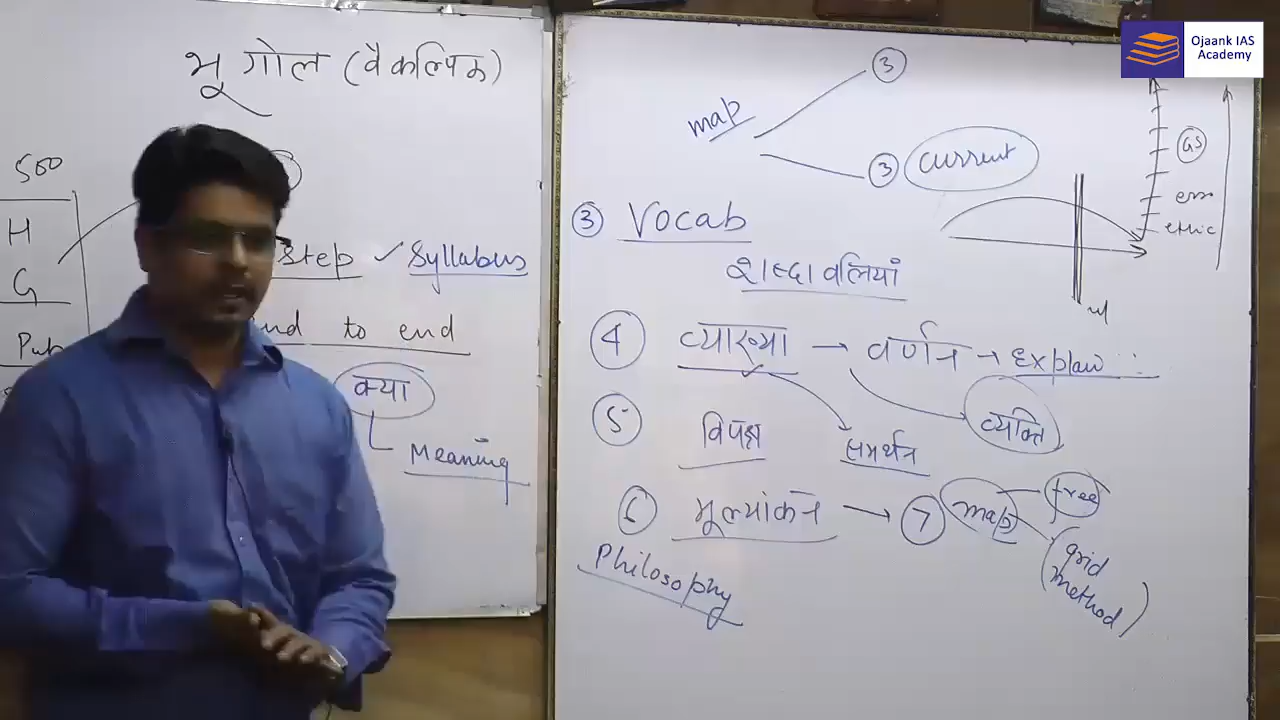 भूगोल (वैकल्पिक)
500
H
G
Pub
Step ✓ Syllabus
end to end
क्या
Meaning
Ojaank IAS
Academy
map
③
③ current
GS
ethic
③ Vocab
शब्दावलियां
④ व्याख्या → वर्णन → Explain
व्यक्ति
⑤ विपक्ष
समर्थन
⑥ मूल्यांकन → ⑦ map
free
(grid
method)
Philosophy